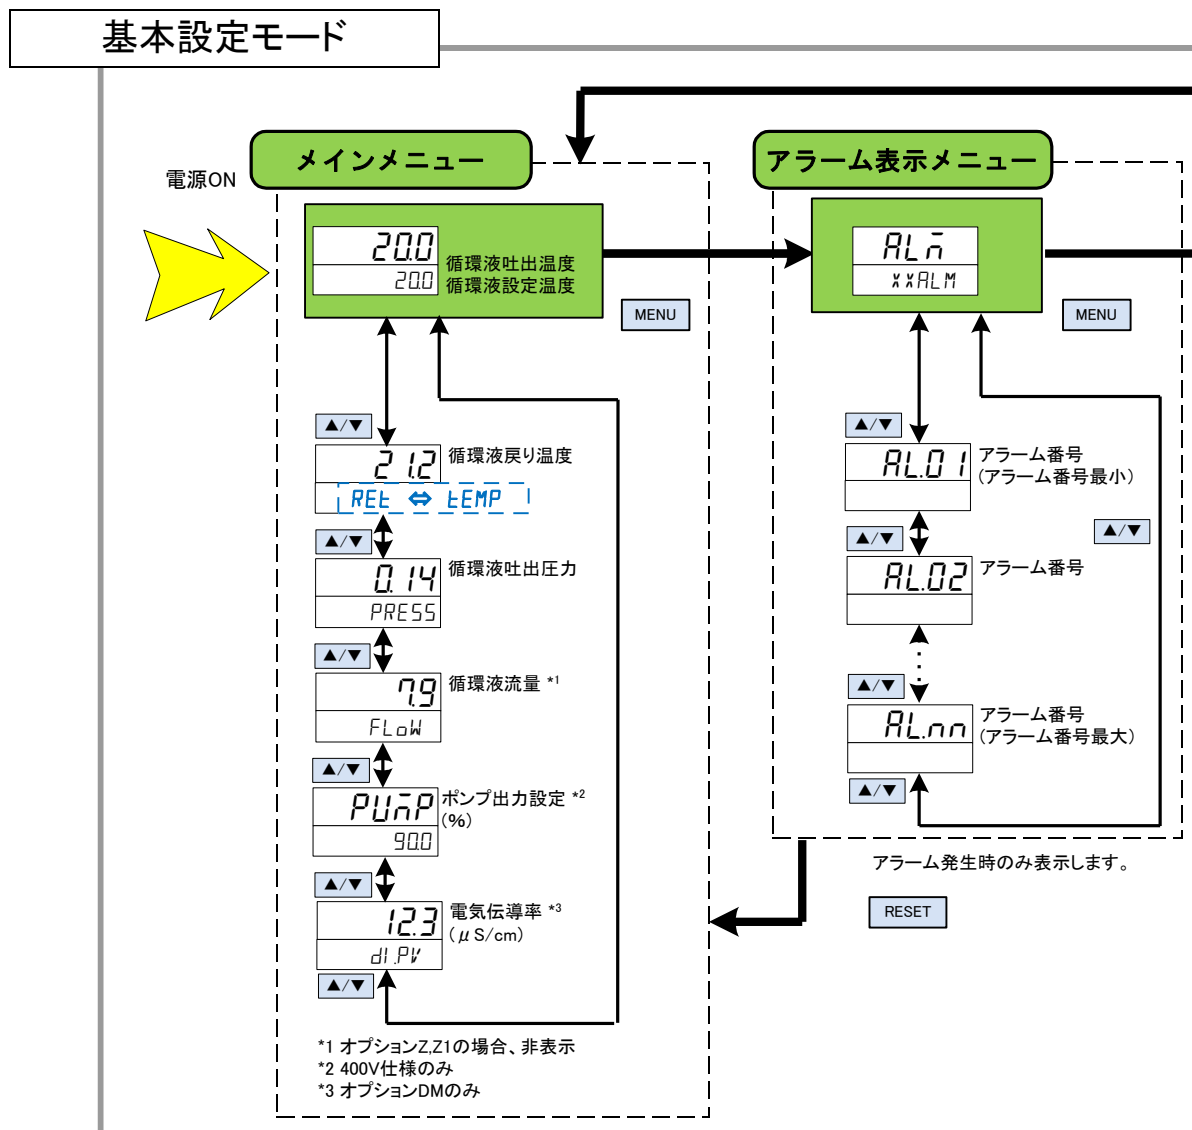 基本設定モード
電源ON
メインメニュー
20.0
循環液吐出温度
20.0
循環液設定温度
MENU
▲/▼
21.2
循環液戻り温度
RET ⇔ TEMP
▲/▼
0.14
循環液吐出圧力
PRESS
▲/▼
7.9
循環液流量 *1
FLoW
▲/▼
PUMP
ポンプ出力設定 *2
(%)
90.0
▲/▼
12.3
電気伝導率 *3
(μS/cm)
dI.PV
▲/▼
*1 オプションZ,Z1の場合、非表示
*2 400V仕様のみ
*3 オプションDMのみ
アラーム表示メニュー
ALM
xxALM
MENU
▲/▼
AL.01
アラーム番号
(アラーム番号最小)
▲/▼
▲/▼
AL.02
アラーム番号
▲/▼
AL.nn
アラーム番号
(アラーム番号最大)
▲/▼
アラーム発生時のみ表示します。
RESET